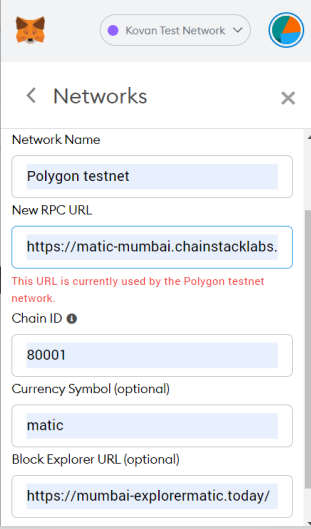 Kovan Test Network
Networks
Network Name
Polygon testnet
New RPC URL
https://matic-mumbai.chainstacklabs.
This URL is currently used by the Polygon testnet
network.
Chain ID
80001
Currency Symbol (optional)
matic
Block Explorer URL (optional)
https://mumbai-explorermatic.today/